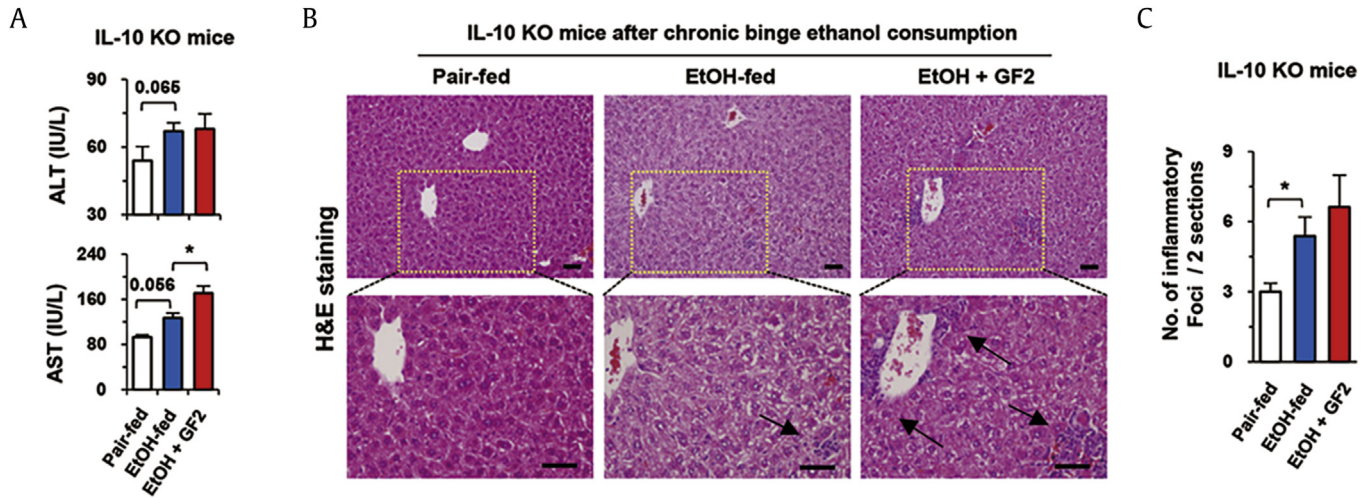 A
IL-10 KO mice
ALT (IU/L)
90
60
30
0.065
AST (IU/L)
240
160
80
0
0.056
*
Pair-fed
EtOH-fed
EtOH + GF2
B
IL-10 KO mice after chronic binge ethanol consumption
Pair-fed
EtOH-fed
EtOH + GF2
H&E staining
C
IL-10 KO mice
No. of inflammatory
Foci / 2 sections
9
6
3
0
*
Pair-fed
EtOH-fed
EtOH + GF2